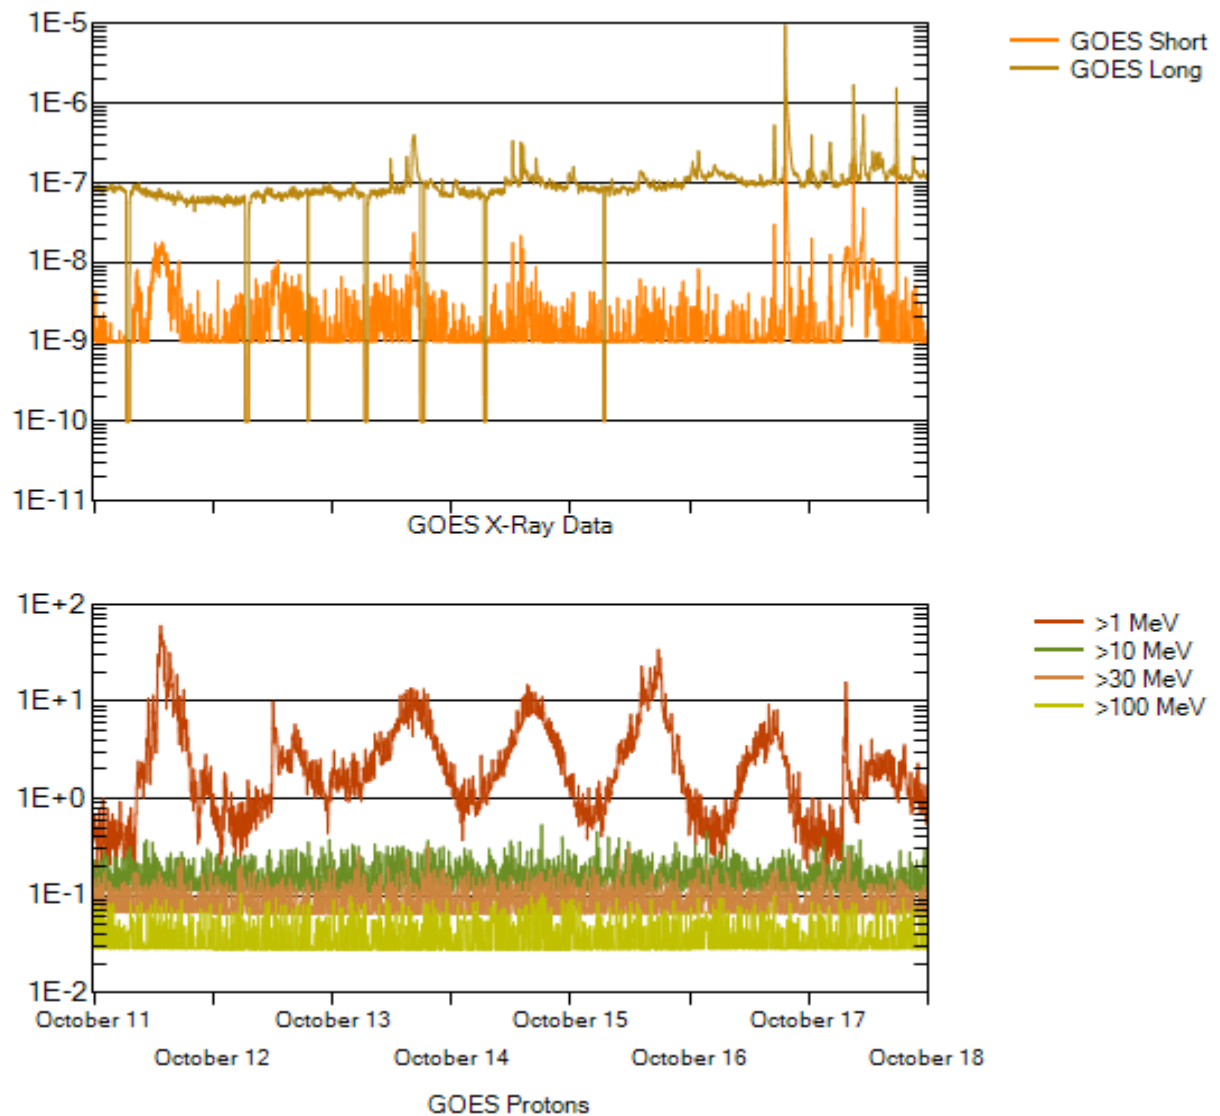 1E-5
1E-6
1E-7
1E-8
1E-9
1E-10
1E-11
GOES Short
GOES Long
GOES X-Ray Data
1E+2
1E+1
1E+0
1E-1
1E-2
>1 MeV
>10 MeV
>30 MeV
>100 MeV
October 11
October 13
October 15
October 17
October 12
October 14
October 16
October 18
GOES Protons